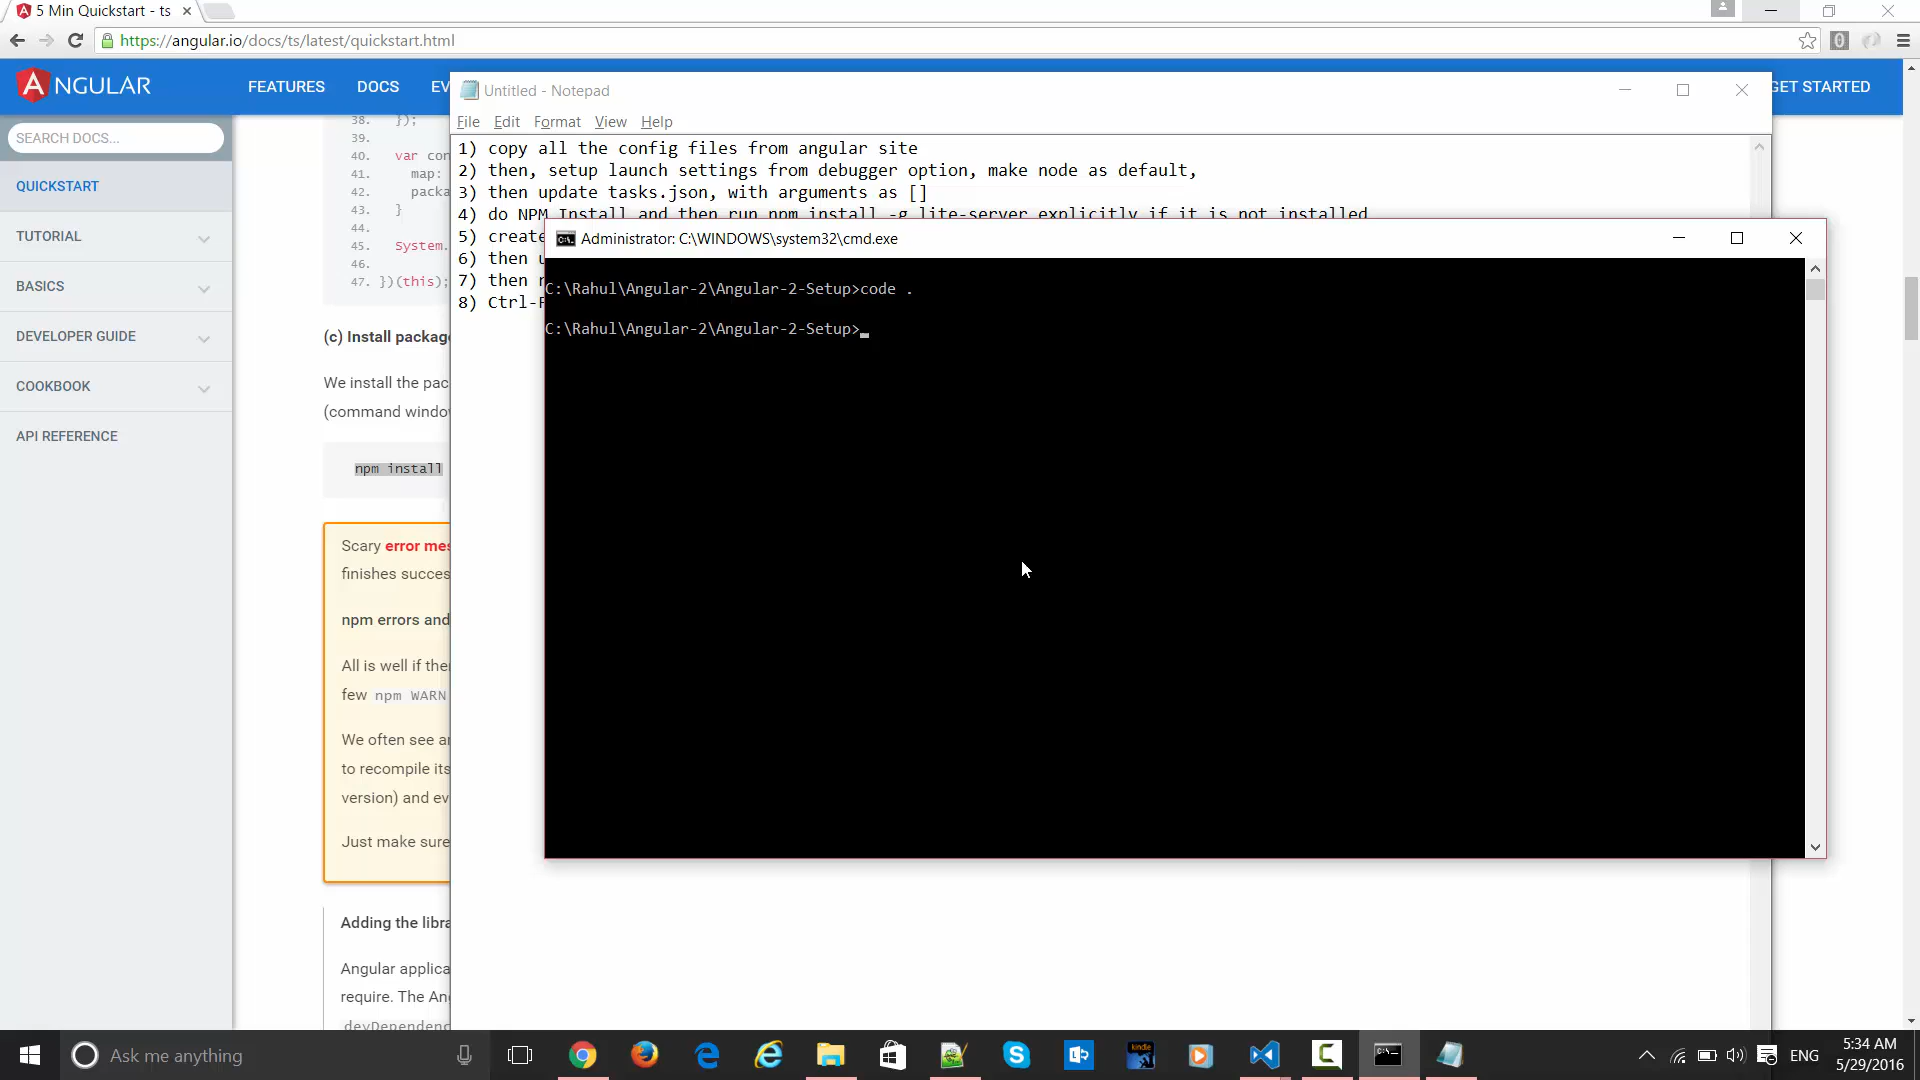 5 Min Quickstart - ts
https://angular.io/docs/ts/latest/quickstart.html
ANGULAR
FEATURES
DOCS
EV
GET STARTED
SEARCH DOCS...
QUICKSTART
TUTORIAL
BASICS
DEVELOPER GUIDE
COOKBOOK
API REFERENCE
38. });
39.
40. var con
41. map:
42. packa
43. }
44.
45. System.
46.
47. })(this);
(c) Install package
We install the pac
(command window
npm install
Scary error mes
finishes succes
npm errors and
All is well if the
few npm WARN
We often see an
to recompile its
version) and ev
Just make sure
Adding the libra
Angular applica
require. The Ang
devDependenc
Untitled - Notepad
File Edit Format View Help
1) copy all the config files from angular site
2) then, setup launch settings from debugger option, make node as default,
3) then update tasks.json, with arguments as []
4) do NPM Install and then run npm install -g lite-server explicitly if it is not installed
5) create
6) then u
7) then r
8) Ctrl-F
Administrator: C:\WINDOWS\system32\cmd.exe
C:\Rahul\Angular-2\Angular-2-Setup>code .
C:\Rahul\Angular-2\Angular-2-Setup>
Ask me anything
kindle
ENG
5:34 AM
5/29/2016